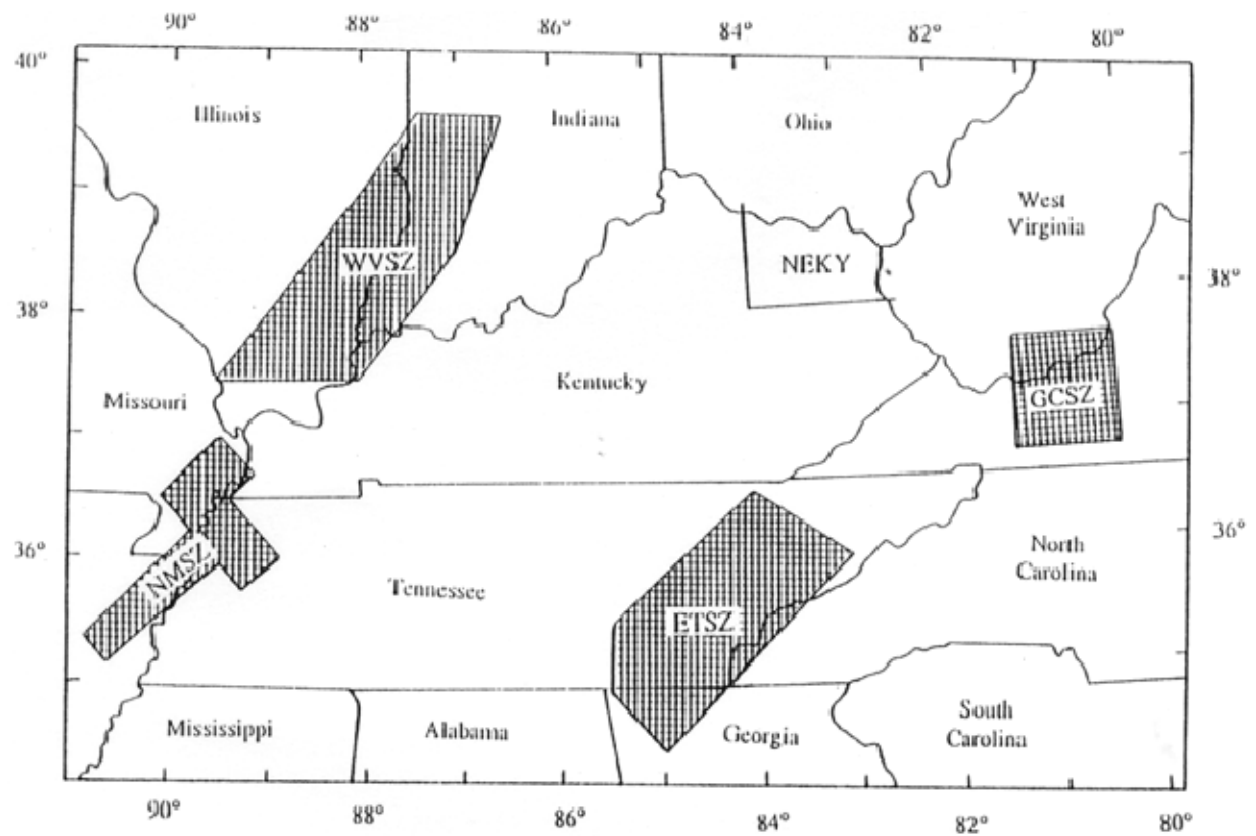 90°
88°
86°
84°
82°
80°
40°
Illinois
Indiana
Ohio
West
Virginia
WVSZ
NEKY
38°
38°
Kentucky
Missouri
GCSZ
36°
36°
NMSZ
North
Carolina
Tennessee
ETSZ
Mississippi
Allabama
Georgia
South
Carolina
90°
88°
86°
84°
82°
80°